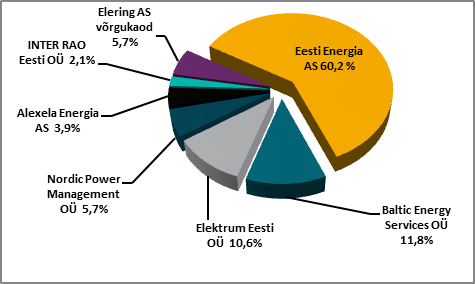 Elering AS
võrgukaod
5,7%
INTER RAO
Eesti OÜ 2,1%
Alexela Energia
AS 3,9%
Nordic Power
Management
OÜ 5,7%
Elektrum Eesti
OÜ 10,6%
Baltic Energy
Services OÜ
11,8%
Eesti Energia
AS 60,2 %